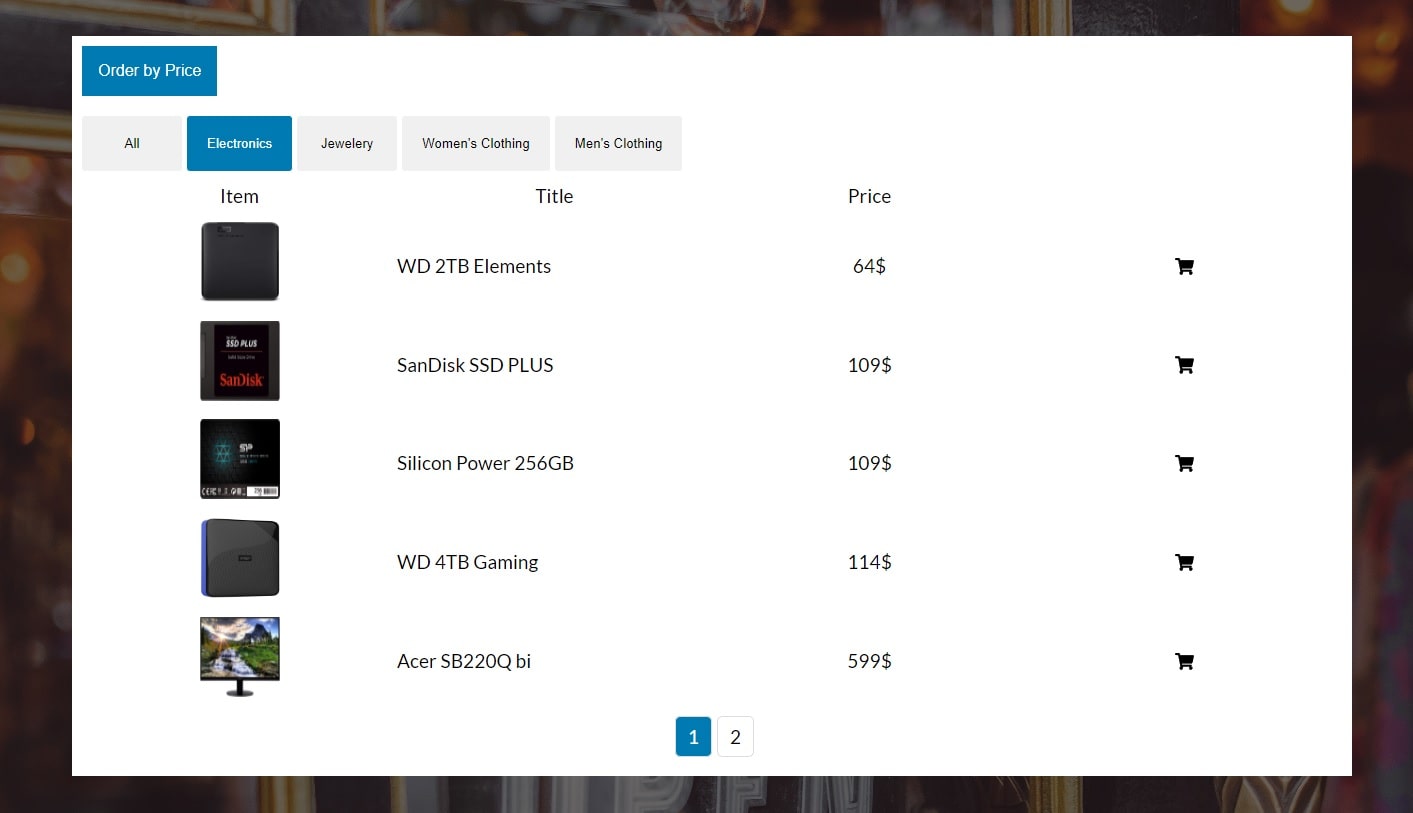 Order by Price
All Electronics Jewelery Women's Clothing Men's Clothing
Item Title Price
WD 2TB Elements 64$
SSD PLUS
SanDisk
SanDisk SSD PLUS 109$
SP
Silicon Power 256GB 109$
WD 4TB Gaming 114$
Acer SB220Q bi 599$
1 2